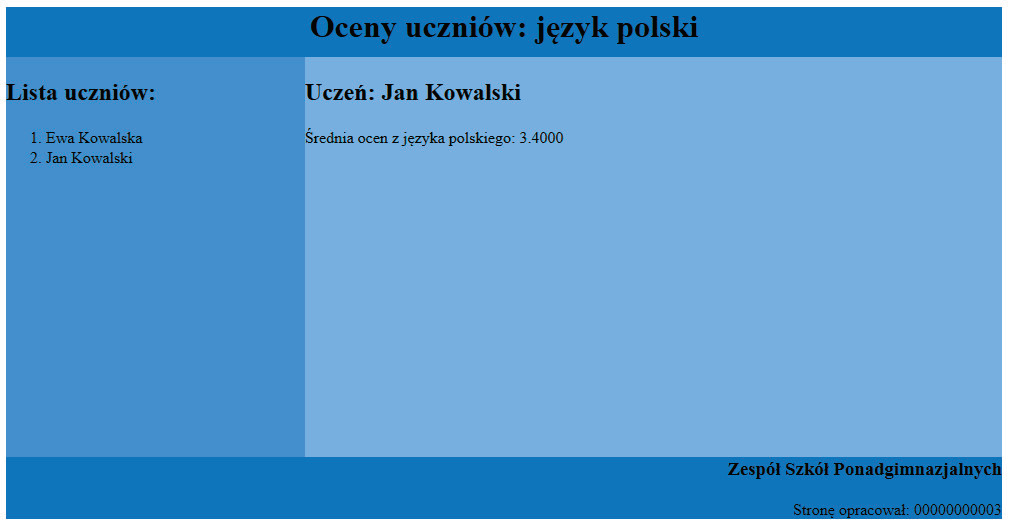 Oceny uczniów: język polski
Lista uczniów:
1. Ewa Kowalska
2. Jan Kowalski
Uczeń: Jan Kowalski
Średnia ocen z języka polskiego: 3.4000
Zespół Szkół Ponadgimnazjalnych
Stronę opracował: 00000000003